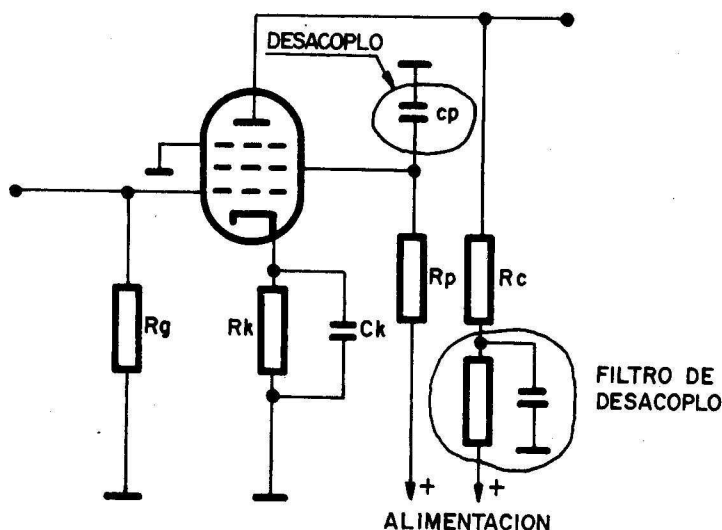 DESACOPLO
cp
Rp
Rc
Rg
Rk
Ck
FILTRO DE
DESACOPLO
+
+
ALIMENTACION